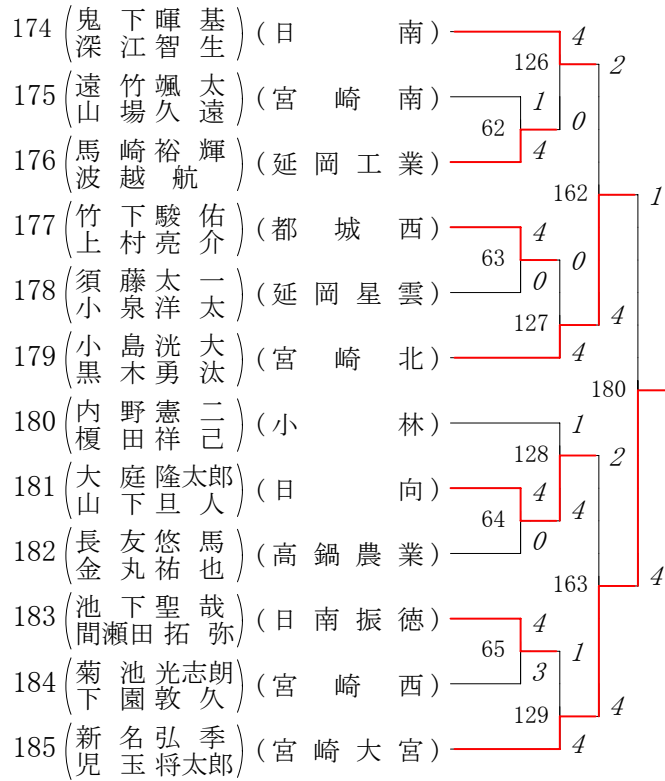 174 鬼下暉基 深江智生 (日南) 4
126 2
175 遠竹颯太 山場久遠 (宮崎南) 1
62 0
176 馬崎裕輝 波越航 (延岡工業) 4
162 1
177 竹下駿佑 上村亮介 (都城西) 4
63 0
178 須藤太一 小泉洋太 (延岡星雲) 0
127 4
179 小島洸大 黒木勇汰 (宮崎北) 4
180
180 内野憲二 榎田祥己 (小林) 1
128 2
181 大庭隆太郎 山下旦人 (日向) 4
64 4
182 長友悠馬 金丸祐也 (高鍋農業) 0
163 4
183 池下聖哉 間瀬田拓弥 (日南振徳) 4
65 1
184 菊池光志朗 下園敦久 (宮崎西) 3
129 4
185 新名弘季 児玉将太郎 (宮崎大宮) 4